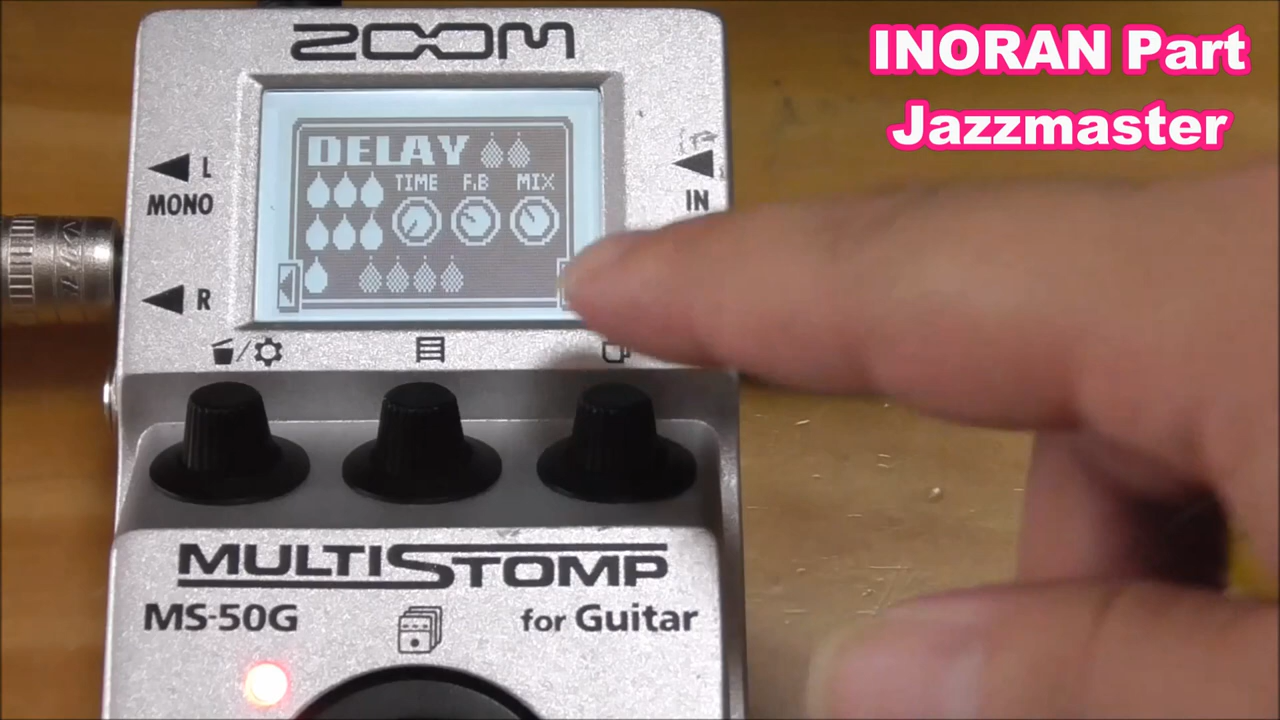 INORAN Part
Jazzmaster
ZOOM
DELAY
TIME F.B MIX
L
MONO
IN
R
MULTISTOMP
MS-50G for Guitar